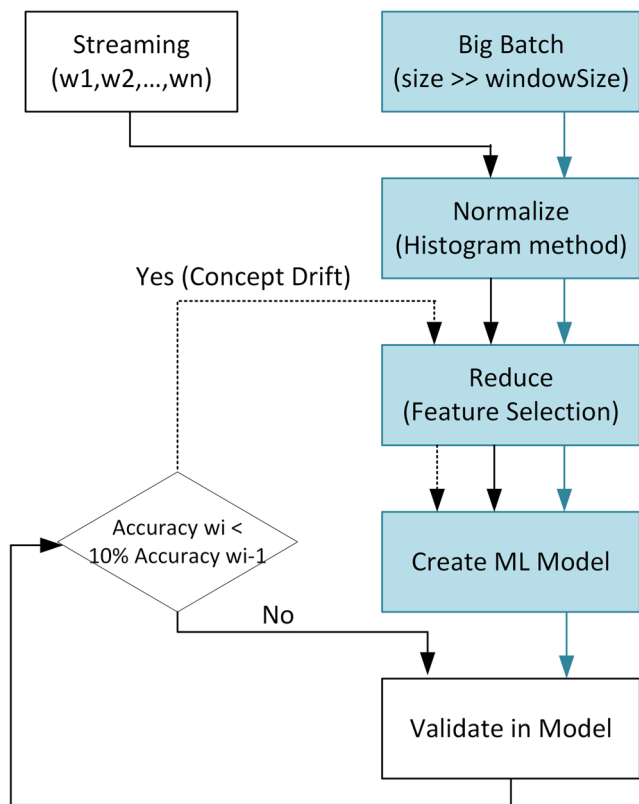 Streaming
(w1,w2,...,wn)
Big Batch
(size >> windowSize)
Normalize
(Histogram method)
Yes (Concept Drift)
Reduce
(Feature Selection)
Accuracy wi <
10% Accuracy wi-1
Create ML Model
No
Validate in Model